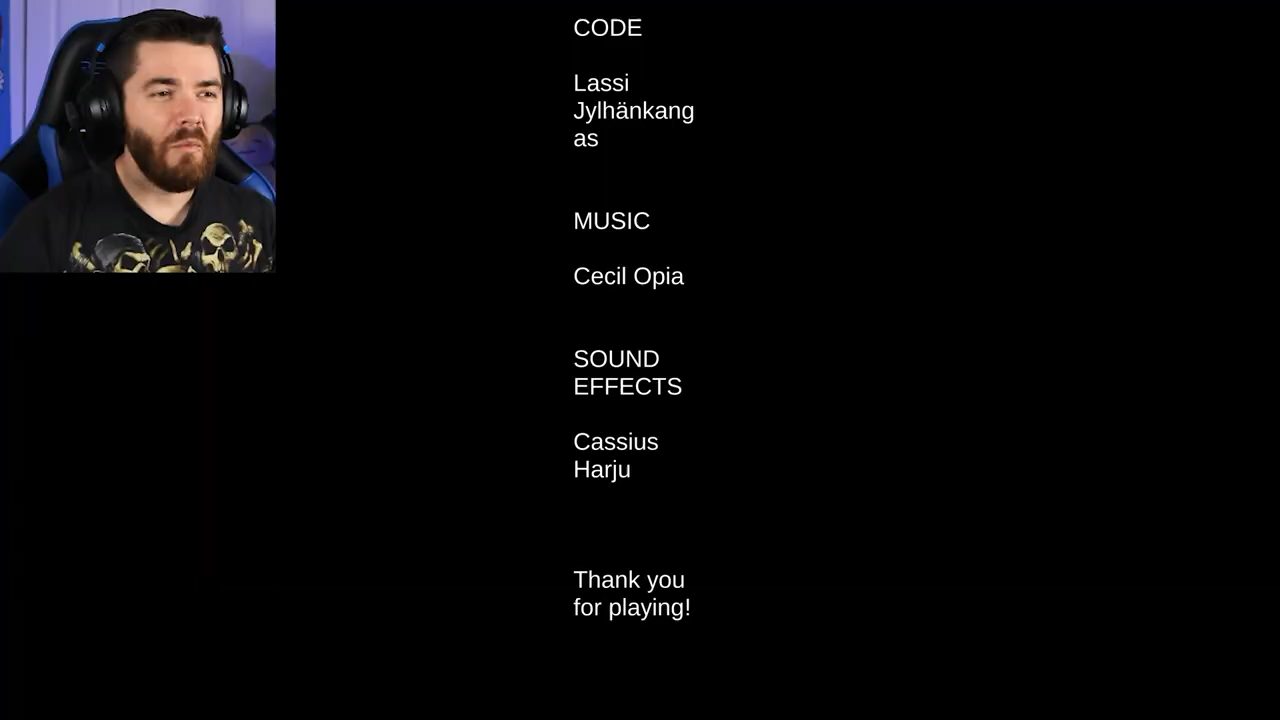 CODE
Lassi
Jylhänkang
as
MUSIC
Cecil Opia
SOUND
EFFECTS
Cassius
Harju
Thank you
for playing!